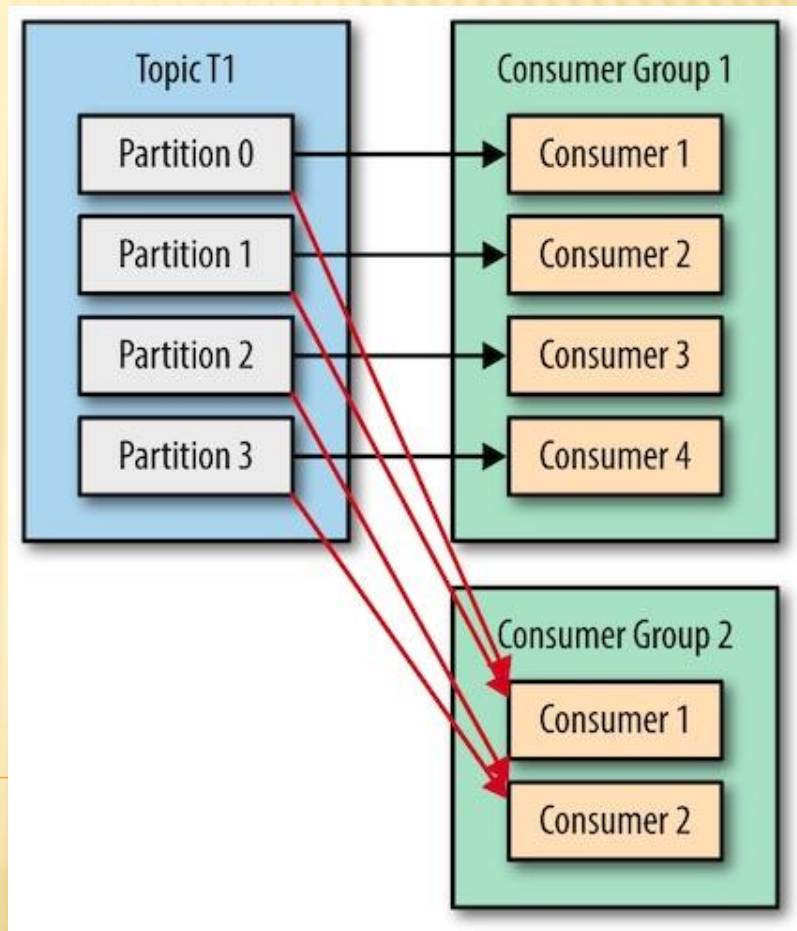 Topic T1
Partition 0
Partition 1
Partition 2
Partition 3
Consumer Group 1
Consumer 1
Consumer 2
Consumer 3
Consumer 4
Consumer Group 2
Consumer 1
Consumer 2